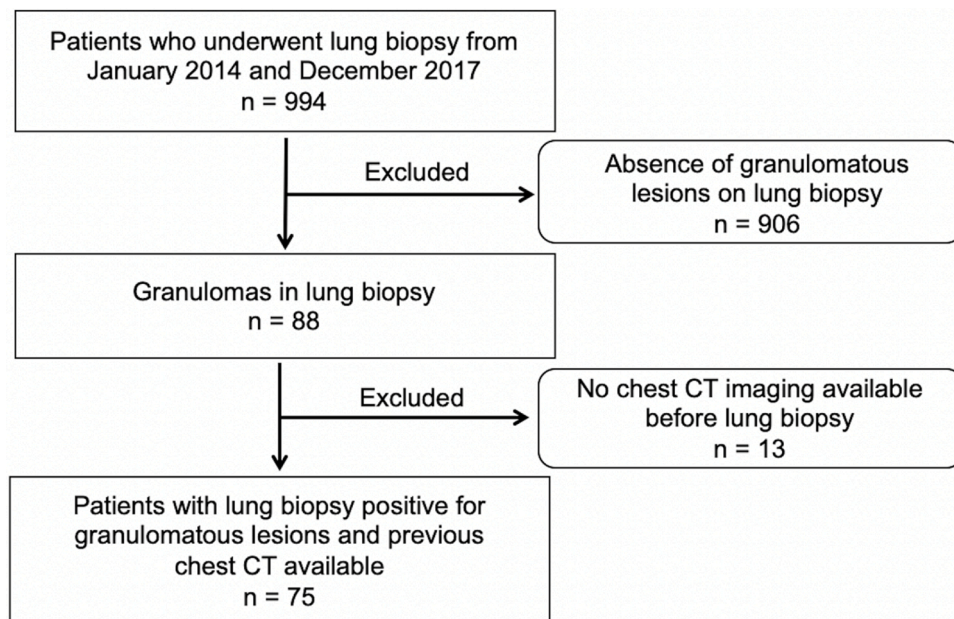 Patients who underwent lung biopsy from
January 2014 and December 2017
n = 994
Excluded
Absence of granulomatous
lesions on lung biopsy
n = 906
Granulomas in lung biopsy
n = 88
Excluded
No chest CT imaging available
before lung biopsy
n = 13
Patients with lung biopsy positive for
granulomatous lesions and previous
chest CT available
n = 75